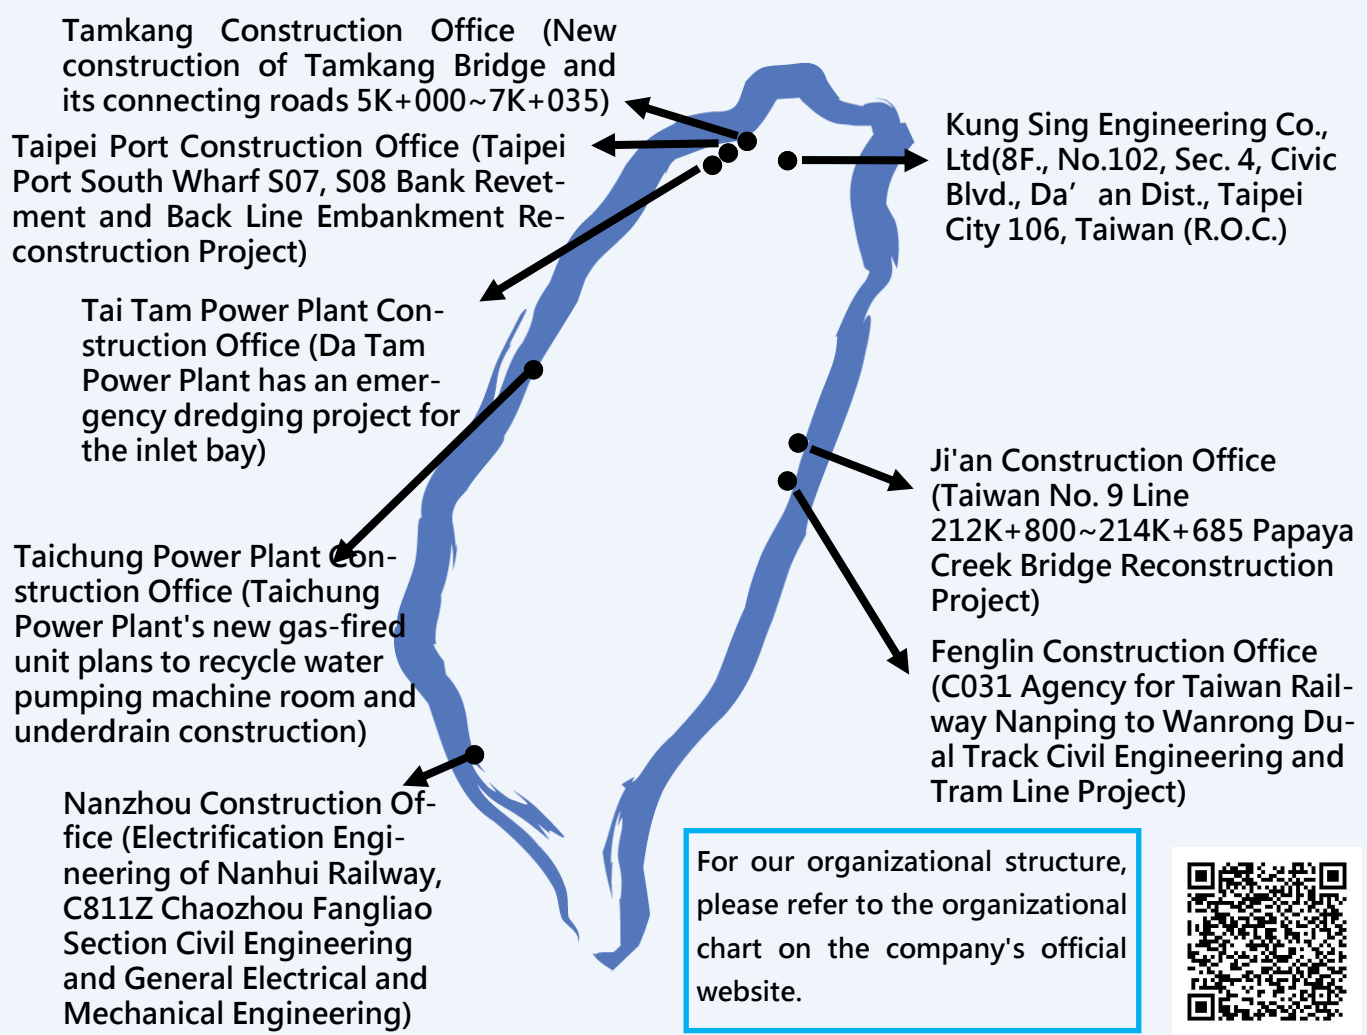 Tamkang Construction Office (New
construction of Tamkang Bridge and
its connecting roads 5K+000~7K+035)
Taipei Port Construction Office (Taipei
Port South Wharf S07, S08 Bank Revet-
ment and Back Line Embankment Re-
construction Project)
Tai Tam Power Plant Con-
struction Office (Da Tam
Power Plant has an emer-
gency dredging project for
the inlet bay)
Taichung Power Plant Con-
struction Office (Taichung
Power Plant's new gas-fired
unit plans to recycle water
pumping machine room and
underdrain construction)
Nanzhou Construction Of-
fice (Electrification Engi-
neering of Nanhui Railway,
C811Z Chaozhou Fangliao
Section Civil Engineering
and General Electrical and
Mechanical Engineering)
Kung Sing Engineering Co.,
Ltd(8F., No.102, Sec. 4, Civic
Blvd., Da’an Dist., Taipei
City 106, Taiwan (R.O.C.)
Ji'an Construction Office
(Taiwan No. 9 Line
212K+800~214K+685 Papaya
Creek Bridge Reconstruction
Project)
Fenglin Construction Office
(C031 Agency for Taiwan Rail-
way Nanping to Wanrong Du-
al Track Civil Engineering and
Tram Line Project)
For our organizational structure,
please refer to the organizational
chart on the company's official
website.